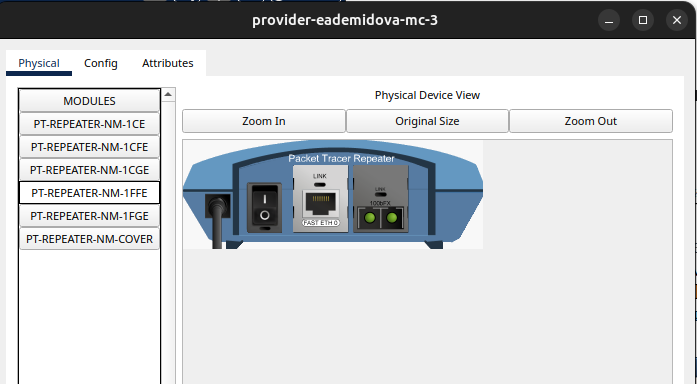 provider-eademidova-mc-3
Physical Config Attributes
MODULES
PT-REPEATER-NM-1CE
PT-REPEATER-NM-1CFE
PT-REPEATER-NM-1CGE
PT-REPEATER-NM-1FFE
PT-REPEATER-NM-1FGE
PT-REPEATER-NM-COVER
Physical Device View
Zoom In Original Size Zoom Out
Packet Tracer Repeater
LINK
FAST ETH 0
LINK
100bFX